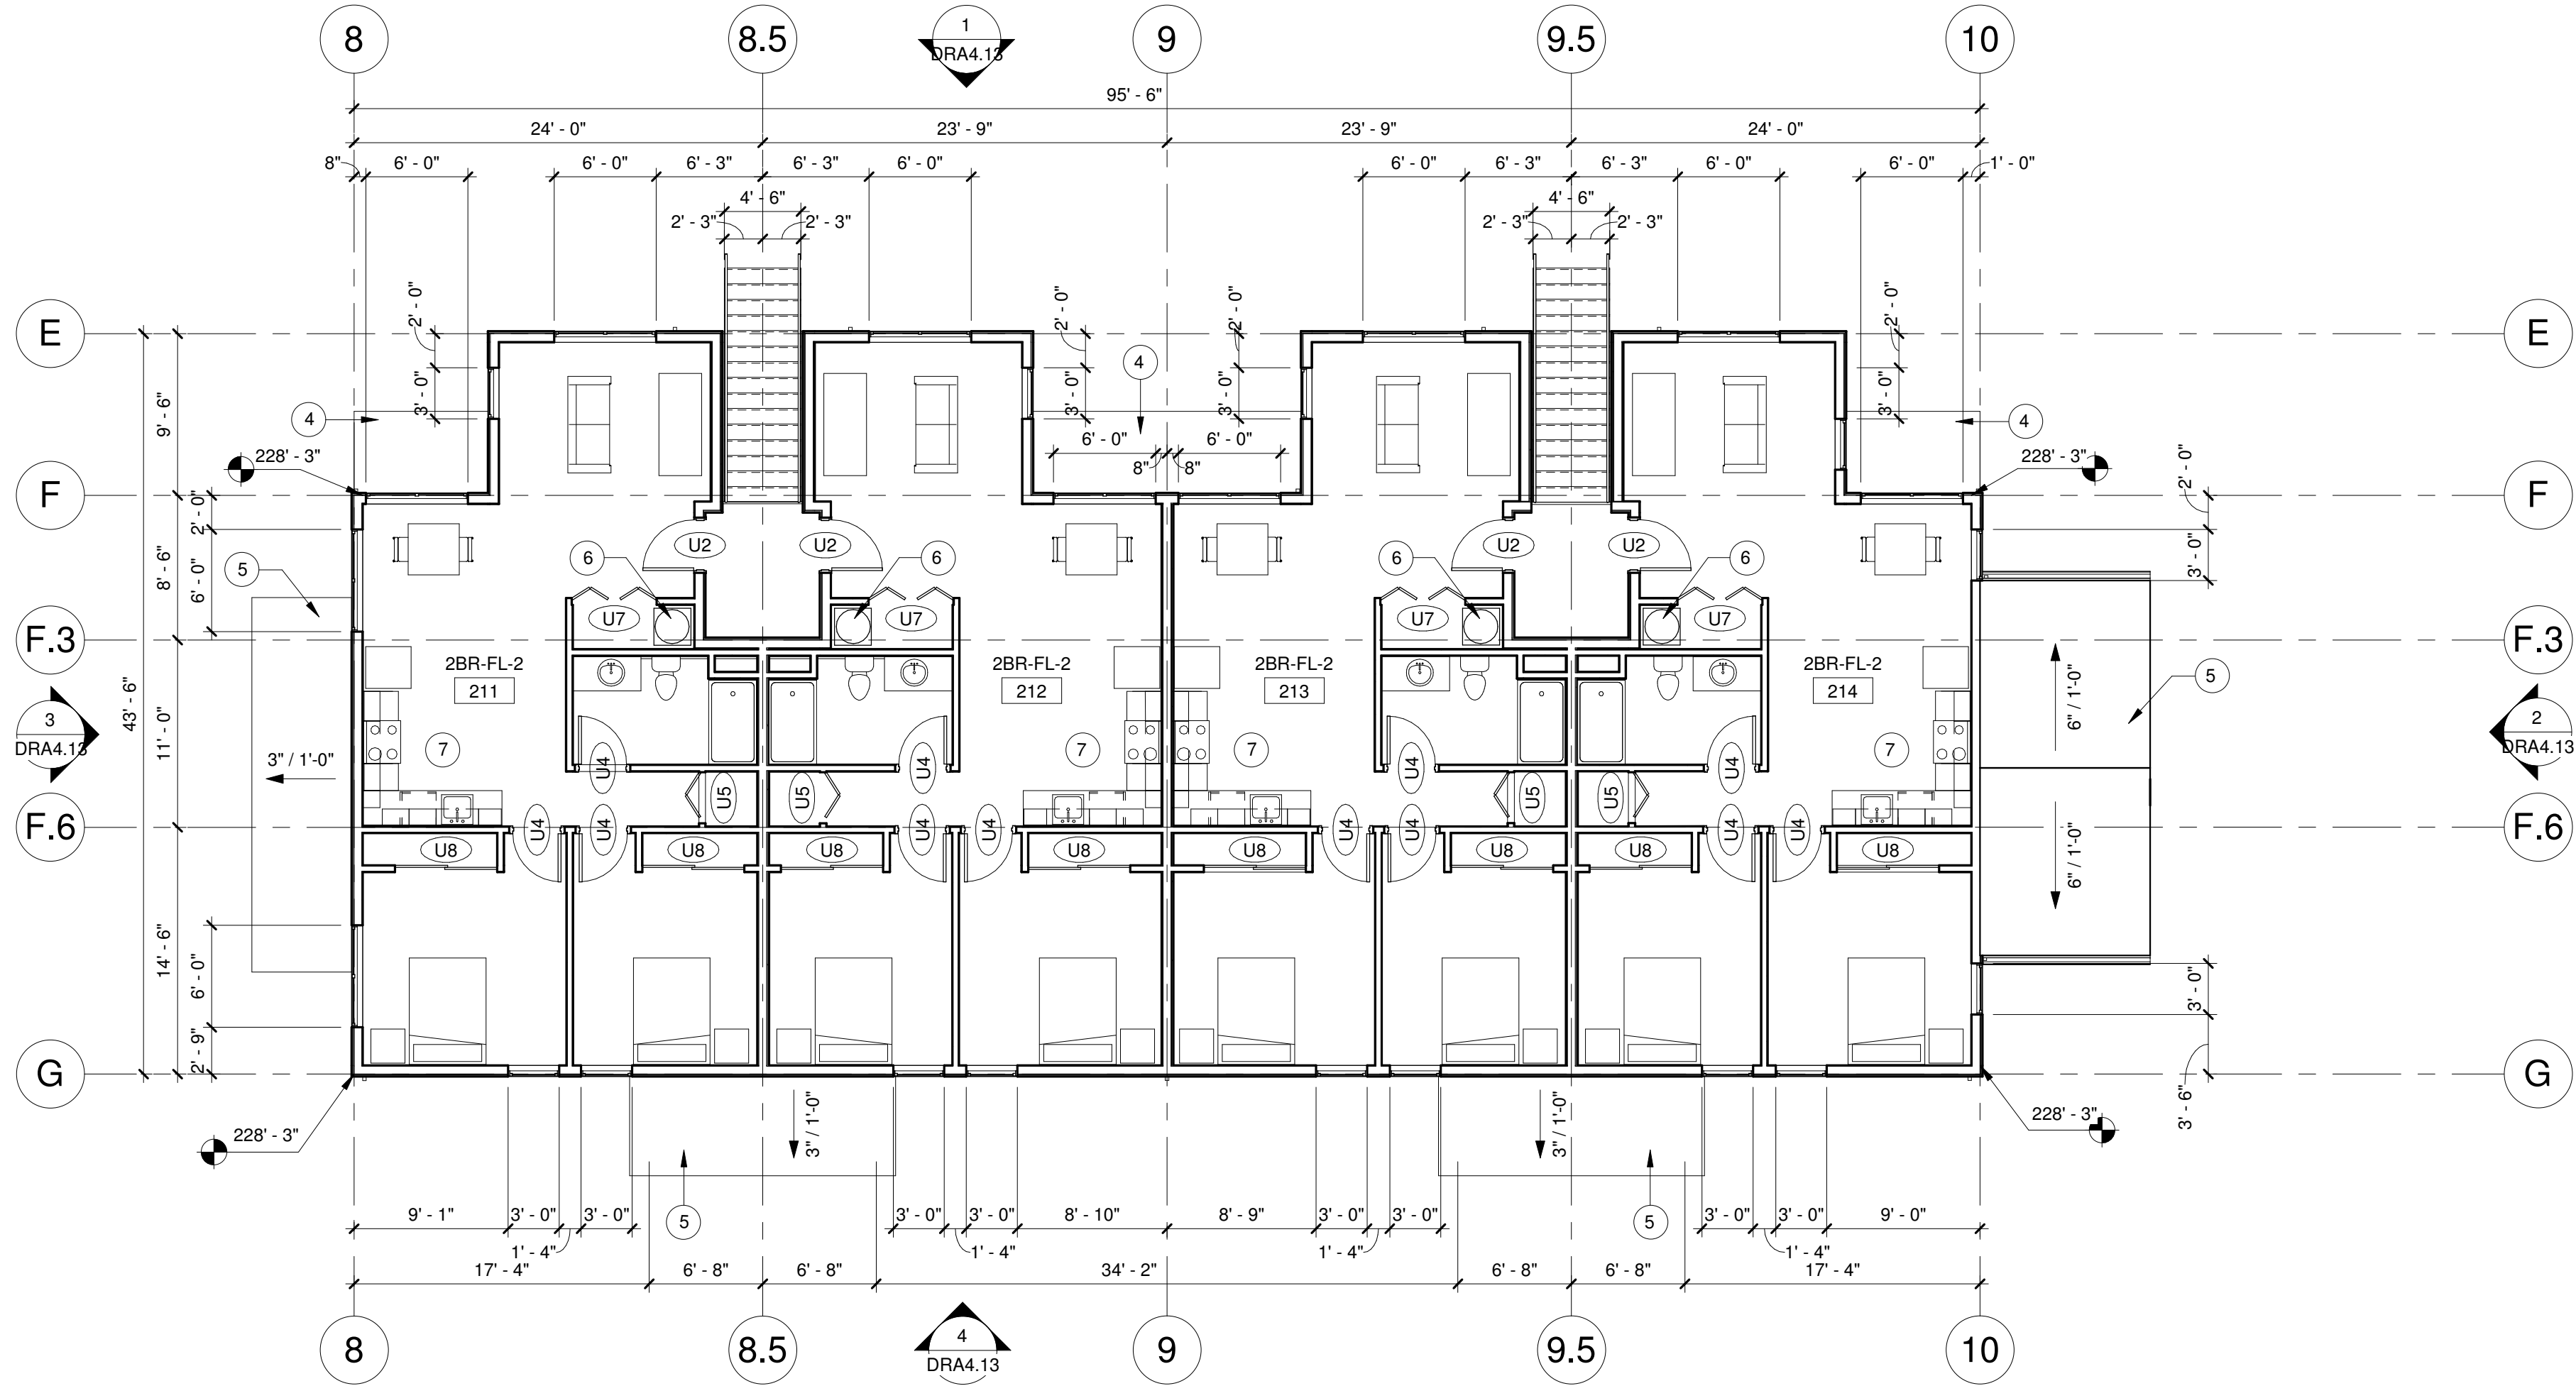 8 8.5 1 9 9.5 10
DRA4.13
95' - 6"
24' - 0" 23' - 9" 23' - 9" 24' - 0"
8" 6' - 0" 6' - 0" 6' - 3" 6' - 3" 6' - 0" 6' - 0" 6' - 3" 6' - 3" 6' - 0" 6' - 0" 1' - 0"
4' - 6" 4' - 6"
2' - 3" 2' - 3" 2' - 3" 2' - 3"
2' - 0" 2' - 0" 2' - 0" 2' - 0"
E E
4
3' - 0" 3' - 0" 3' - 0" 3' - 0"
9' - 6" 4 4
6' - 0" 6' - 0"
228' - 3" 8" 8" 228' - 3"
2' - 0"
F F
2' - 0"
U2 U2 U2 U2
5 8' - 6" 6' - 0" 6 6 6 6 3' - 0"
U7 U7 U7 U7
F.3 F.3
2BR-FL-2 2BR-FL-2 2BR-FL-2 2BR-FL-2
211 212 213 214
5
43' - 6" 11' - 0" 6" / 1'-0"
3 2
DRA4.13 DRA4.13
7 7 7 7
3" / 1'-0"
U4 U4 U4 U4
U5 U5 U5 U5
F.6 F.6
U4 U4 U4 U4 U4 U4 U4 U4
U8 U8 U8 U8 U8 U8 U8 U8
6" / 1'-0"
14' - 6" 6' - 0" 3' - 0"
2' - 9"
G G
3' - 6"
228' - 3" 3" / 1'-0" 3" / 1'-0" 228' - 3"
9' - 1" 3' - 0" 3' - 0" 5 3' - 0" 3' - 0" 8' - 10" 8' - 9" 3' - 0" 3' - 0" 5 3' - 0" 3' - 0" 9' - 0"
1' - 4" 1' - 4" 1' - 4" 1' - 4"
17' - 4" 6' - 8" 6' - 8" 34' - 2" 6' - 8" 6' - 8" 17' - 4"
8 8.5 4 9 9.5 10
DRA4.13